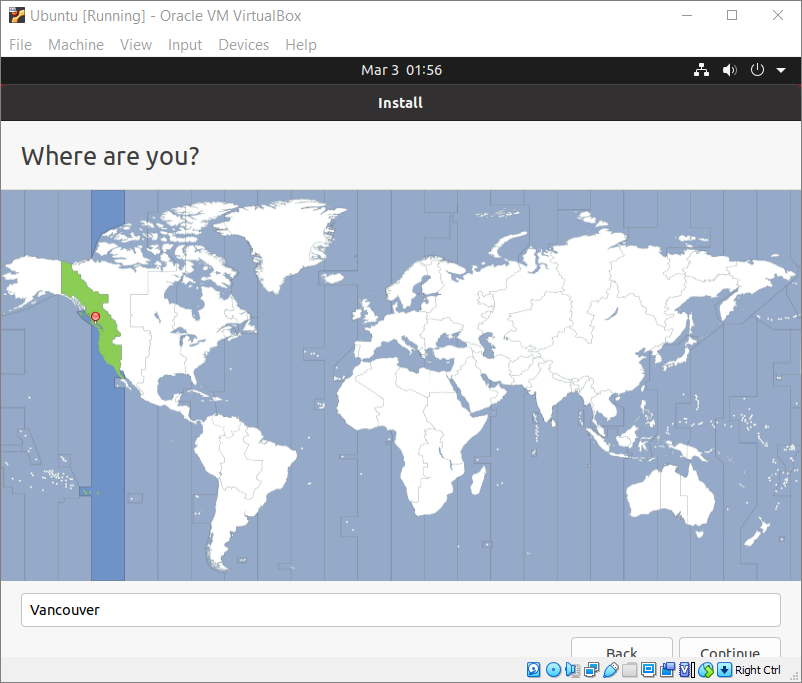 Ubuntu [Running] - Oracle VM VirtualBox
File Machine View Input Devices Help
Mar 3 01:56
Install
Where are you?
Vancouver
Back Continue
Right Ctrl